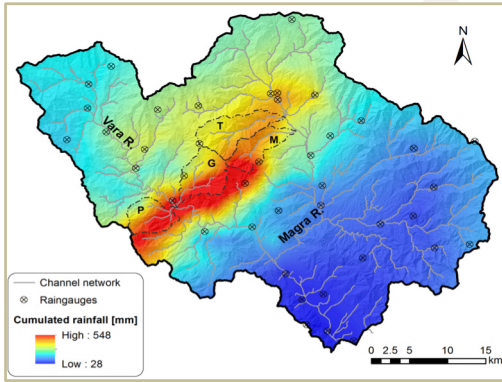 N
Vara R.
T
M
G
P
Magra R.
Channel network
Raingauges
Cumulated rainfall [mm]
High : 548
Low : 28
0 2.5 5 10 15
km